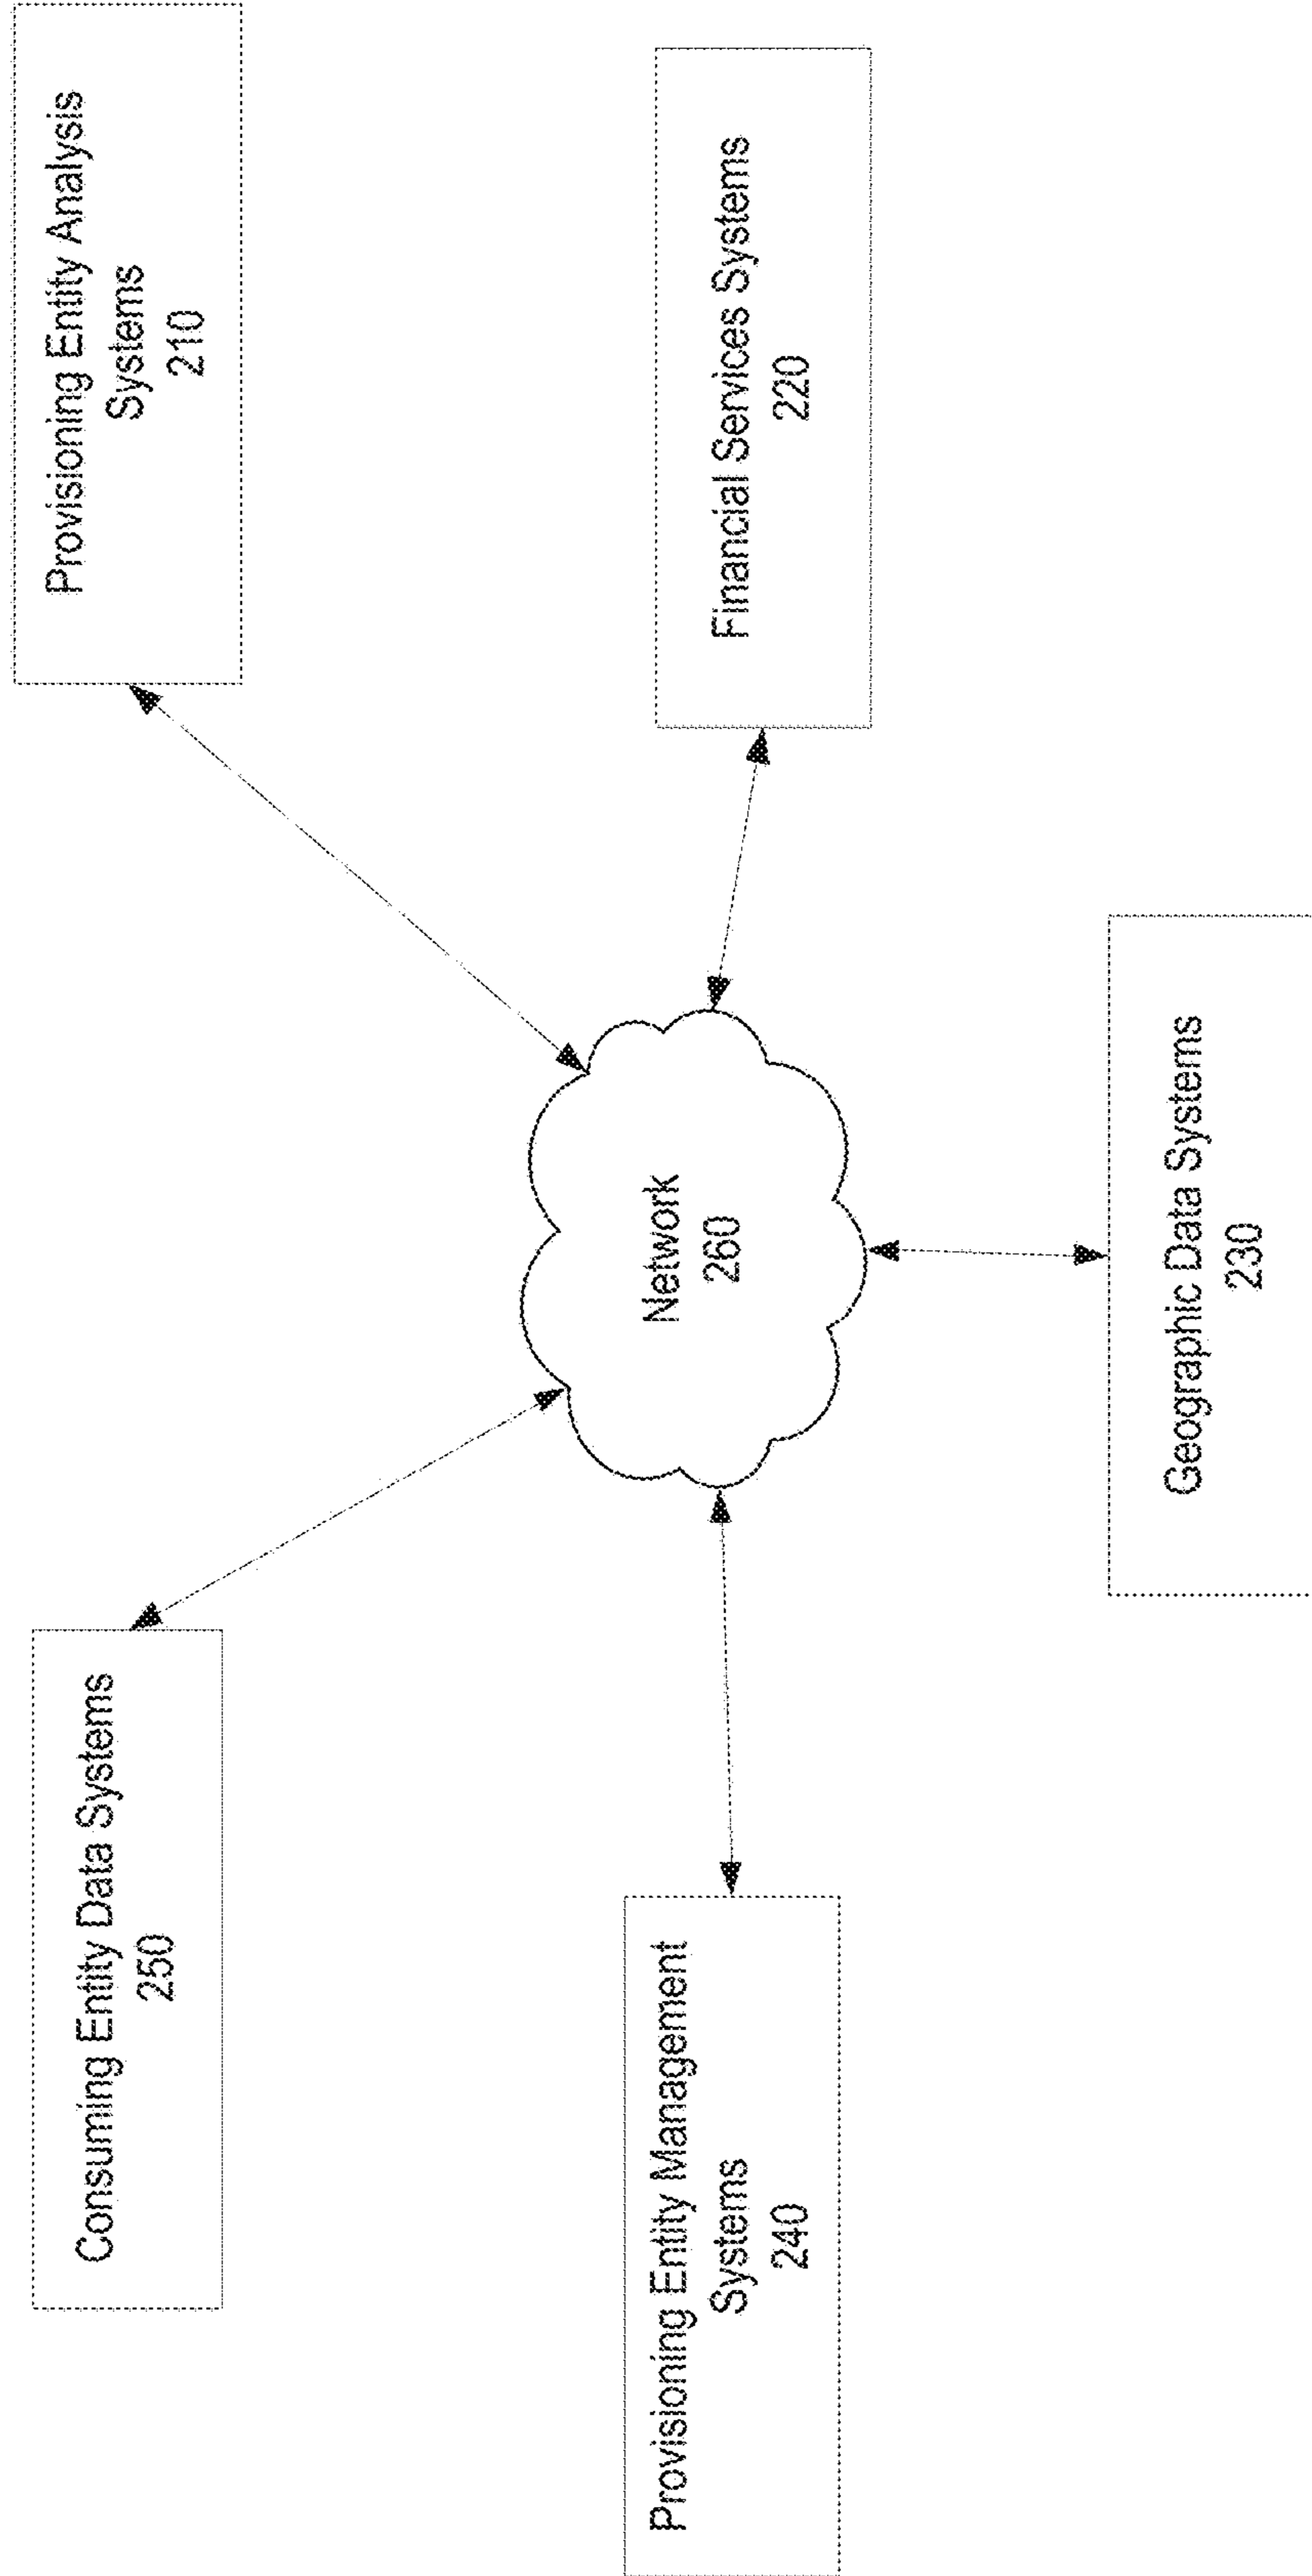 Consuming Entity Data Systems
250
Provisioning Entity Analysis
Systems
210
Provisioning Entity Management
Systems
240
Network
260
Financial Services Systems
220
Geographic Data Systems
230